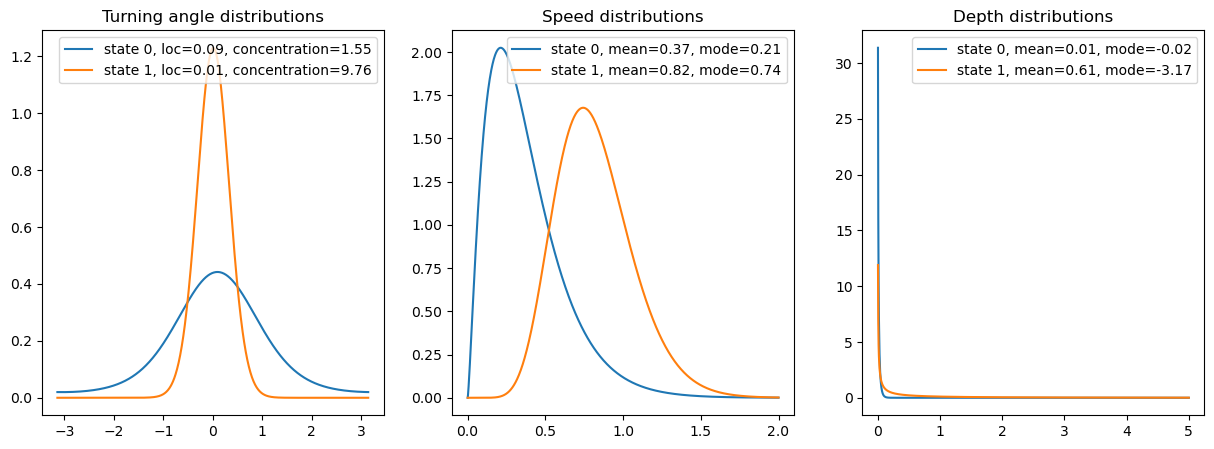 Turning angle distributions
state 0, loc=0.09, concentration=1.55
state 1, loc=0.01, concentration=9.76
1.2
1.0
0.8
0.6
0.4
0.2
0.0
−3 −2 −1 0 1 2 3
Speed distributions
state 0, mean=0.37, mode=0.21
state 1, mean=0.82, mode=0.74
2.00
1.75
1.50
1.25
1.00
0.75
0.50
0.25
0.00
0.0 0.5 1.0 1.5 2.0
Depth distributions
state 0, mean=0.01, mode=-0.02
state 1, mean=0.61, mode=-3.17
30
25
20
15
10
5
0
0 1 2 3 4 5